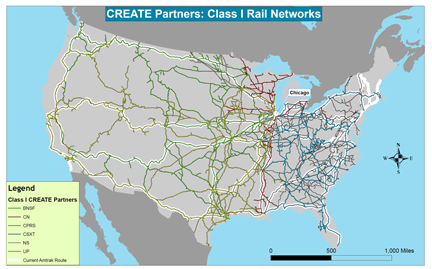 CREATE Partners: Class I Rail Networks
Chicago
N
W E
S
Legend
Class I CREATE Partners
BNSF
CN
CPRS
CSXT
NS
UP
Current Amtrak Route
0 500 1,000 Miles